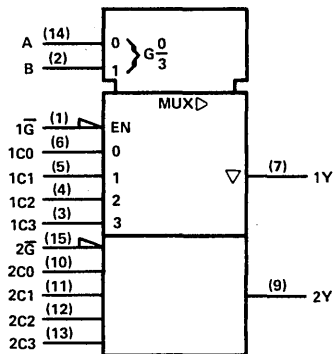 A (14) 0 } G 0/3
B (2) 1
MUX ▷
1G̅ (1) EN
1C0 (6) 0
1C1 (5) 1 ▽ (7) 1Y
1C2 (4) 2
1C3 (3) 3
2G̅ (15)
2C0 (10)
2C1 (11) (9) 2Y
2C2 (12)
2C3 (13)